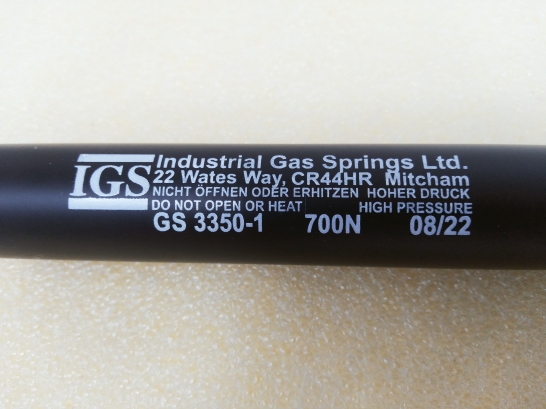 IGS
Industrial Gas Springs Ltd.
22 Wates Way, CR44HR Mitcham
NICHT ÖFFNEN ODER ERHITZEN HOHER DRUCK
DO NOT OPEN OR HEAT HIGH PRESSURE
GS 3350-1 700N 08/22